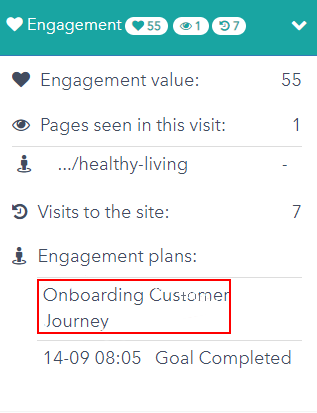 Engagement 55 1 7
Engagement value: 55
Pages seen in this visit: 1
.../healthy-living -
Visits to the site: 7
Engagement plans:
Onboarding Customer
Journey
14-09 08:05 Goal Completed